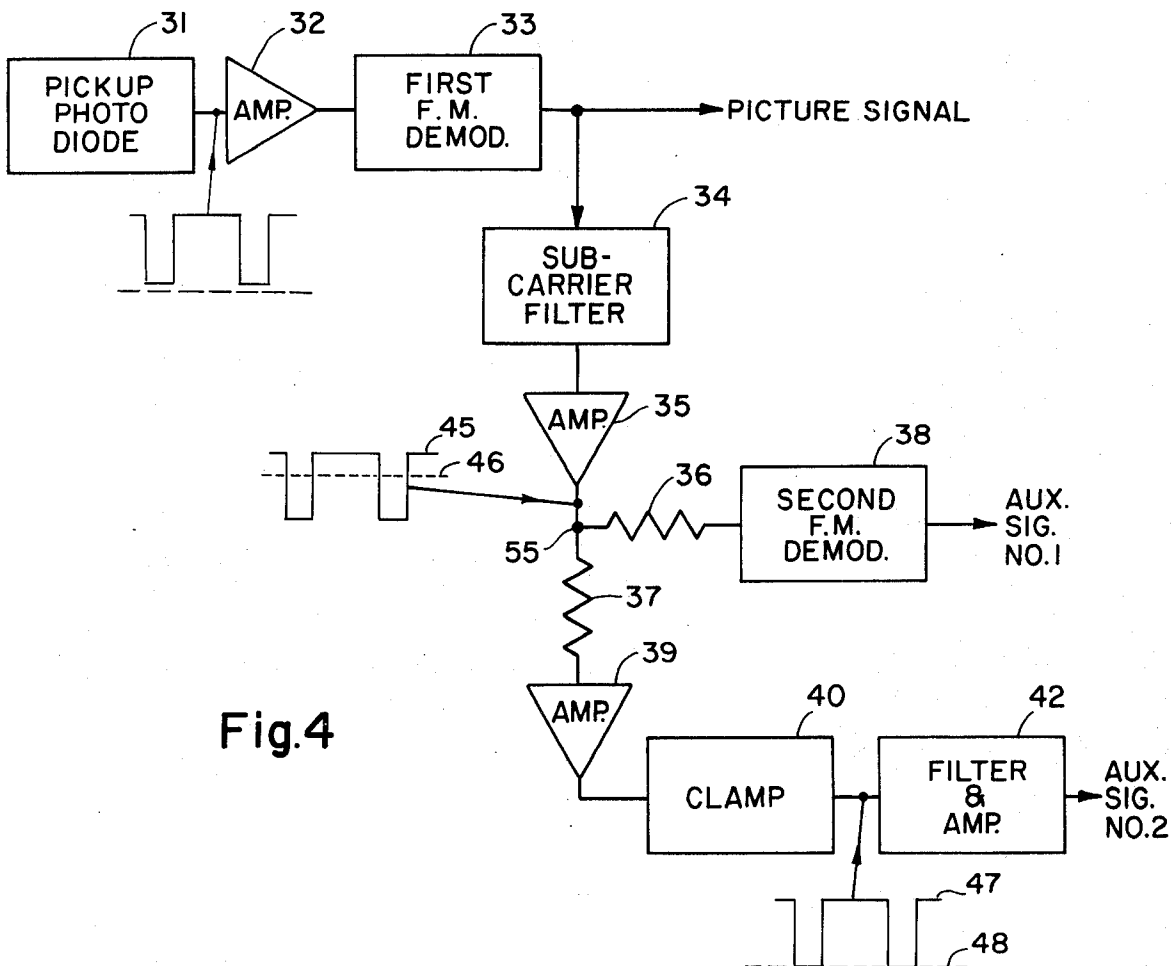 31
32
33
PICKUP
PHOTO
DIODE
AMP.
FIRST
F. M.
DEMOD.
PICTURE SIGNAL
34
SUB-
CARRIER
FILTER
AMP.
35
45
46
36
38
SECOND
F.M.
DEMOD.
AUX.
SIG.
NO.1
55
37
39
AMP.
40
42
Fig.4
CLAMP
FILTER
&
AMP.
AUX.
SIG.
NO.2
47
48